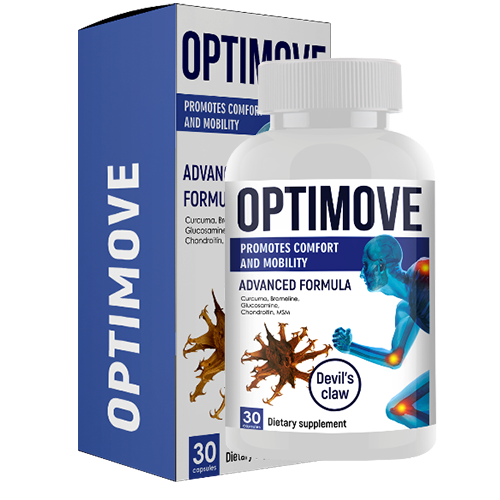 OPTIMOVE
OPTIMOVE
PROMOTES COMFORT
AND MOBILITY
ADVANCED
FORMULA
Curcuma,
Glucosamine
Chondroitin,
30
capsules
OPTIMOVE
PROMOTES COMFORT
AND MOBILITY
ADVANCED FORMULA
Curcuma, Bromeline,
Glucosamine,
Chondroitin, MSM
Devil's
claw
30
capsules
Dietary supplement